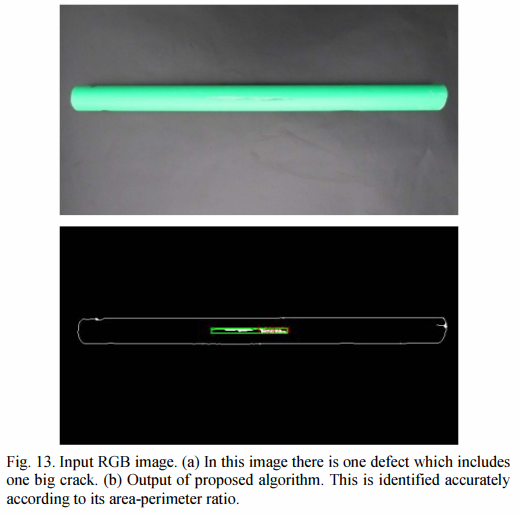 Fig. 13. Input RGB image. (a) In this image there is one defect which includes
one big crack. (b) Output of proposed algorithm. This is identified accurately
according to its area-perimeter ratio.